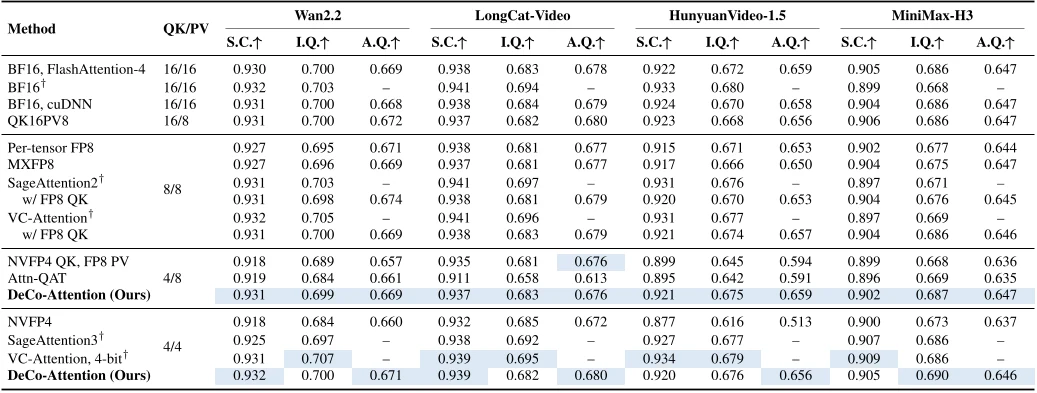 Method QK/PV Wan2.2 LongCat-Video HunyuanVideo-1.5 MiniMax-H3
S.C.↑ I.Q.↑ A.Q.↑ S.C.↑ I.Q.↑ A.Q.↑ S.C.↑ I.Q.↑ A.Q.↑ S.C.↑ I.Q.↑ A.Q.↑
BF16, FlashAttention-4 16/16 0.930 0.700 0.669 0.938 0.683 0.678 0.922 0.672 0.659 0.905 0.686 0.647
BF16† 16/16 0.932 0.703 – 0.941 0.694 – 0.933 0.680 – 0.899 0.668 –
BF16, cuDNN 16/16 0.931 0.700 0.668 0.938 0.684 0.679 0.924 0.670 0.658 0.904 0.686 0.647
QK16PV8 16/8 0.931 0.700 0.672 0.937 0.682 0.680 0.923 0.668 0.656 0.906 0.686 0.647
Per-tensor FP8 0.927 0.695 0.671 0.938 0.681 0.677 0.915 0.671 0.653 0.902 0.677 0.644
MXFP8 0.927 0.696 0.669 0.937 0.681 0.677 0.917 0.666 0.650 0.904 0.675 0.647
SageAttention2† 8/8 0.931 0.703 – 0.941 0.697 – 0.931 0.676 – 0.897 0.671 –
w/ FP8 QK 0.931 0.698 0.674 0.938 0.681 0.679 0.920 0.670 0.653 0.904 0.676 0.645
VC-Attention† 0.932 0.705 – 0.941 0.696 – 0.931 0.677 – 0.897 0.669 –
w/ FP8 QK 0.931 0.700 0.669 0.938 0.683 0.679 0.921 0.674 0.657 0.904 0.686 0.646
NVFP4 QK, FP8 PV 0.918 0.689 0.657 0.935 0.681 0.676 0.899 0.645 0.594 0.899 0.668 0.636
Attn-QAT 4/8 0.919 0.684 0.661 0.911 0.658 0.613 0.895 0.642 0.591 0.896 0.669 0.635
DeCo-Attention (Ours) 0.931 0.699 0.669 0.937 0.683 0.676 0.921 0.675 0.659 0.902 0.687 0.647
NVFP4 0.918 0.684 0.660 0.932 0.685 0.672 0.877 0.616 0.513 0.900 0.673 0.637
SageAttention3† 4/4 0.925 0.697 – 0.938 0.692 – 0.927 0.677 – 0.907 0.686 –
VC-Attention, 4-bit† 0.931 0.707 – 0.939 0.695 – 0.934 0.679 – 0.909 0.686 –
DeCo-Attention (Ours) 0.932 0.700 0.671 0.939 0.682 0.680 0.920 0.676 0.656 0.905 0.690 0.646